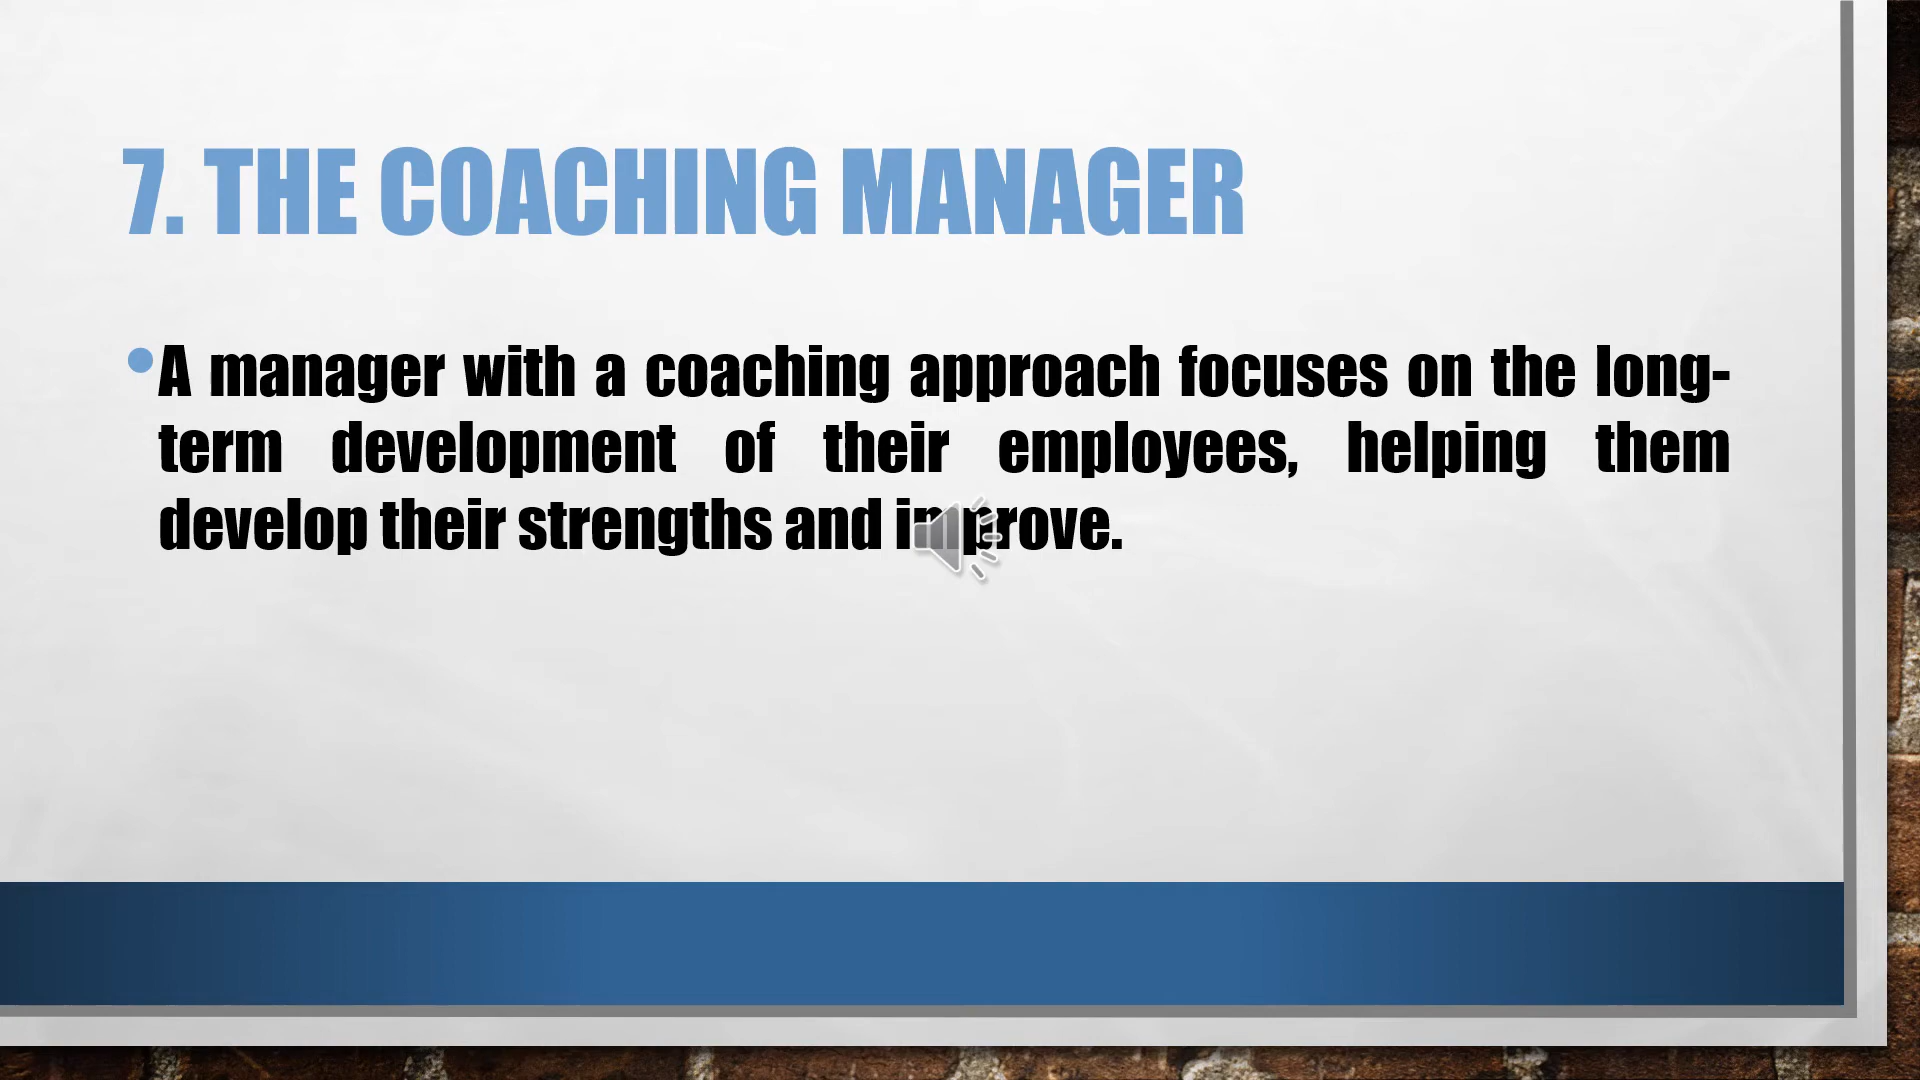 7. THE COACHING MANAGER
•A manager with a coaching approach focuses on the long-
term development of their employees, helping them
develop their strengths and improve.